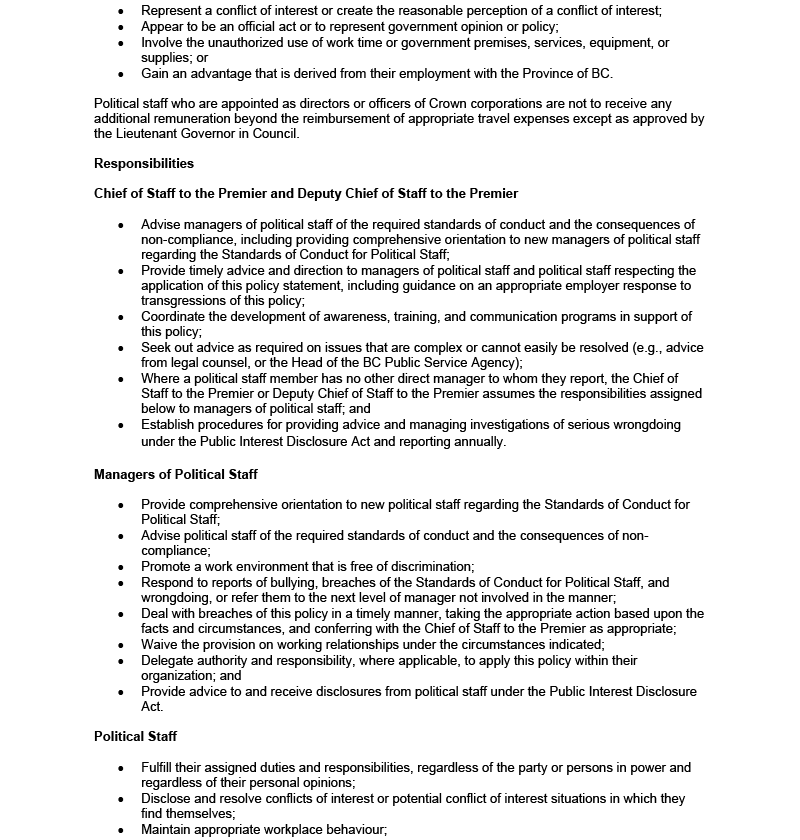 • Represent a conflict of interest or create the reasonable perception of a conflict of interest;
• Appear to be an official act or to represent government opinion or policy;
• Involve the unauthorized use of work time or government premises, services, equipment, or
supplies; or
• Gain an advantage that is derived from their employment with the Province of BC.
Political staff who are appointed as directors or officers of Crown corporations are not to receive any
additional remuneration beyond the reimbursement of appropriate travel expenses except as approved by
the Lieutenant Governor in Council.
Responsibilities
Chief of Staff to the Premier and Deputy Chief of Staff to the Premier
• Advise managers of political staff of the required standards of conduct and the consequences of
non-compliance, including providing comprehensive orientation to new managers of political staff
regarding the Standards of Conduct for Political Staff;
• Provide timely advice and direction to managers of political staff and political staff respecting the
application of this policy statement, including guidance on an appropriate employer response to
transgressions of this policy;
• Coordinate the development of awareness, training, and communication programs in support of
this policy;
• Seek out advice as required on issues that are complex or cannot easily be resolved (e.g., advice
from legal counsel, or the Head of the BC Public Service Agency);
• Where a political staff member has no other direct manager to whom they report, the Chief of
Staff to the Premier or Deputy Chief of Staff to the Premier assumes the responsibilities assigned
below to managers of political staff; and
• Establish procedures for providing advice and managing investigations of serious wrongdoing
under the Public Interest Disclosure Act and reporting annually.
Managers of Political Staff
• Provide comprehensive orientation to new political staff regarding the Standards of Conduct for
Political Staff;
• Advise political staff of the required standards of conduct and the consequences of non-
compliance;
• Promote a work environment that is free of discrimination;
• Respond to reports of bullying, breaches of the Standards of Conduct for Political Staff, and
wrongdoing, or refer them to the next level of manager not involved in the manner;
• Deal with breaches of this policy in a timely manner, taking the appropriate action based upon the
facts and circumstances, and conferring with the Chief of Staff to the Premier as appropriate;
• Waive the provision on working relationships under the circumstances indicated;
• Delegate authority and responsibility, where applicable, to apply this policy within their
organization; and
• Provide advice to and receive disclosures from political staff under the Public Interest Disclosure
Act.
Political Staff
• Fulfill their assigned duties and responsibilities, regardless of the party or persons in power and
regardless of their personal opinions;
• Disclose and resolve conflicts of interest or potential conflict of interest situations in which they
find themselves;
• Maintain appropriate workplace behaviour;